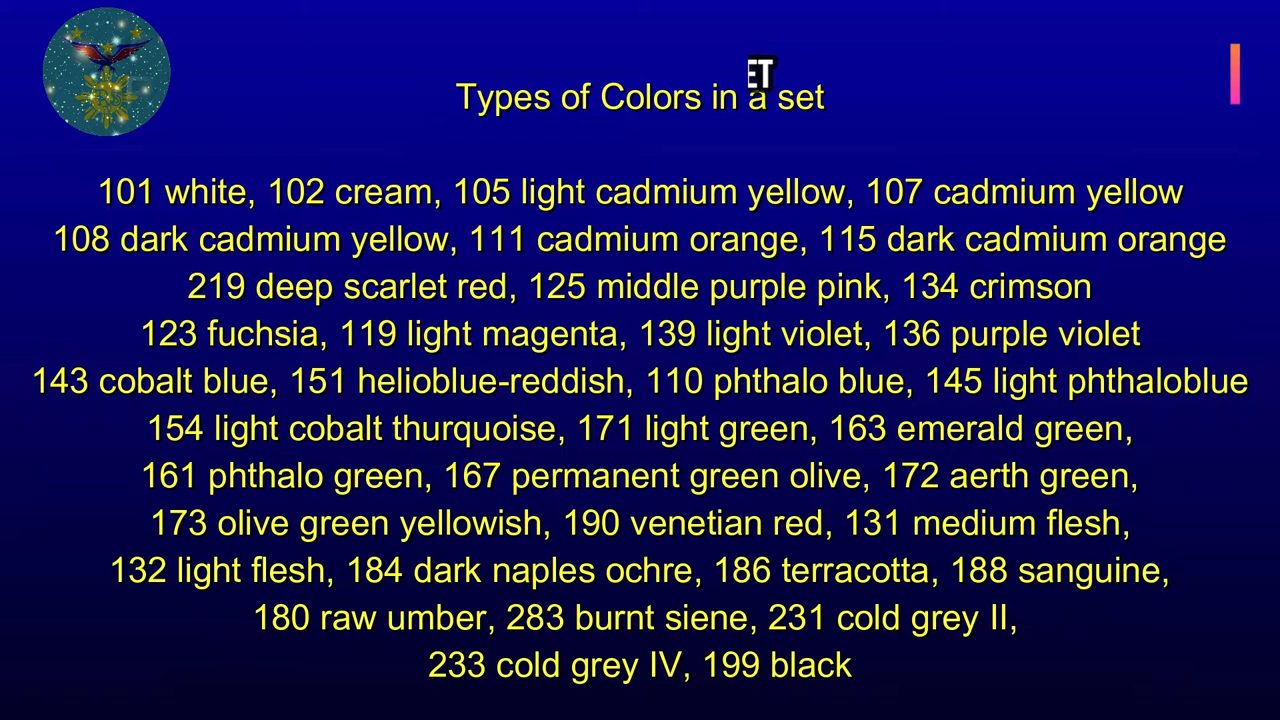 ET
Types of Colors in a set
101 white, 102 cream, 105 light cadmium yellow, 107 cadmium yellow
108 dark cadmium yellow, 111 cadmium orange, 115 dark cadmium orange
219 deep scarlet red, 125 middle purple pink, 134 crimson
123 fuchsia, 119 light magenta, 139 light violet, 136 purple violet
143 cobalt blue, 151 helioblue-reddish, 110 phthalo blue, 145 light phthaloblue
154 light cobalt thurquoise, 171 light green, 163 emerald green,
161 phthalo green, 167 permanent green olive, 172 aerth green,
173 olive green yellowish, 190 venetian red, 131 medium flesh,
132 light flesh, 184 dark naples ochre, 186 terracotta, 188 sanguine,
180 raw umber, 283 burnt siene, 231 cold grey II,
233 cold grey IV, 199 black